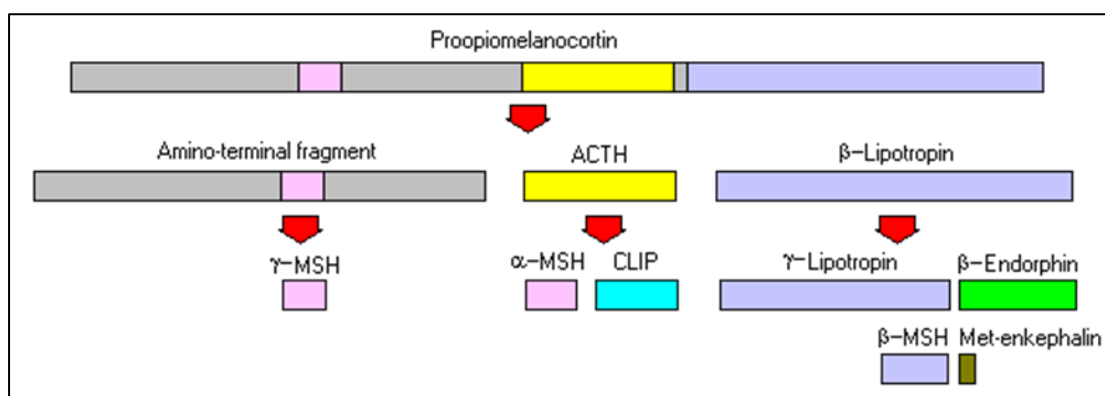 Proopiomelanocortin
Amino-terminal fragment ACTH β-Lipotropin
γ-MSH α-MSH CLIP γ-Lipotropin β-Endorphin
β-MSH Met-enkephalin